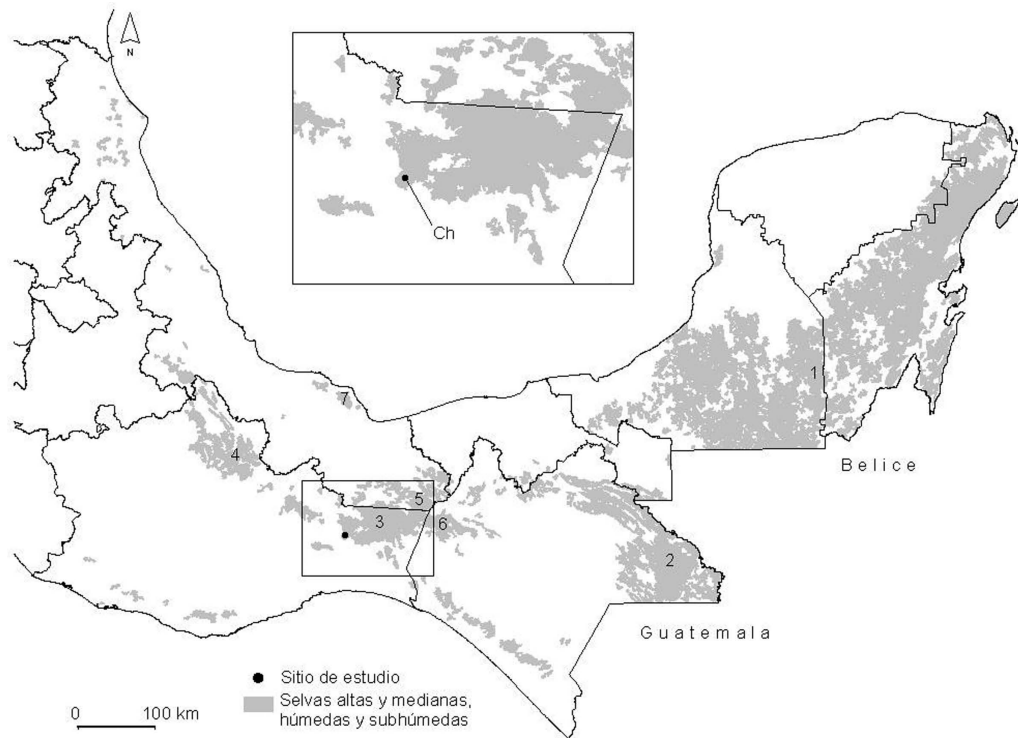 N
Ch
1
7
Belice
4
5
3
6
2
Guatemala
Sitio de estudio
Selvas altas y medianas,
húmedas y subhúmedas
0 100 km